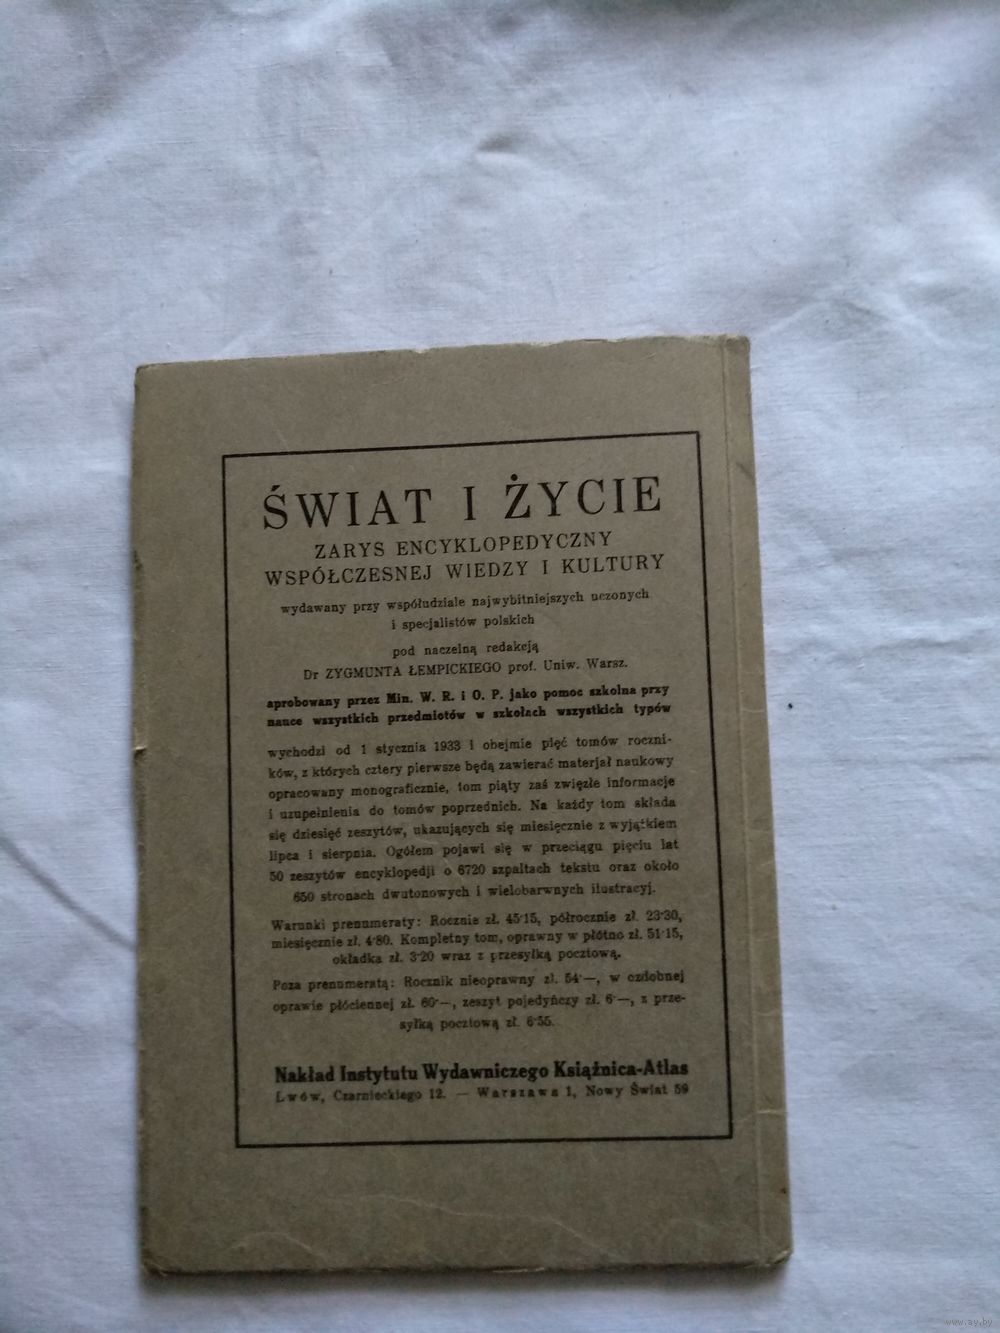 ŚWIAT I ŻYCIE
ZARYS ENCYKLOPEDYCZNY
WSPÓŁCZESNEJ WIEDZY I KULTURY
wydawany przy współudziale najwybitniejszych uczonych
i specjalistów polskich
pod naczelną redakcją
Dr ZYGMUNTA ŁEMPICKIEGO prof. Uniw. Warsz.
aprobowany przez Min. W. R. i O. P. jako pomoc szkolna przy
nauce wszystkich przedmiotów w szkołach wszystkich typów
wychodzi od 1 stycznia 1933 i obejmie pięć tomów roczni-
ków, z których cztery pierwsze będą zawierać materjał naukowy
opracowany monograficznie, tom piąty zaś zwięzłe informacje
i uzupełnienia do tomów poprzednich. Na każdy tom składa
się dziesięć zeszytów, ukazujących się miesięcznie z wyjątkiem
lipca i sierpnia. Ogółem pojawi się w przeciągu pięciu lat
50 zeszytów encyklopedji o 6720 szpaltach tekstu oraz około
650 stronach dwutonowych i wielobarwnych ilustracyj.
Warunki prenumeraty: Rocznie zł. 45·15, półrocznie zł. 23·30,
miesięcznie zł. 4·80. Kompletny tom, oprawny w płótno zł. 51·15,
okładka zł. 3·20 wraz z przesyłką pocztową.
Poza prenumeratą: Rocznik nieoprawny zł. 54·—, w ozdobnej
oprawie płóciennej zł. 60·—, zeszyt pojedyńczy zł. 6·—, z prze-
syłką pocztową zł. 6·55.
Nakład Instytutu Wydawniczego Książnica-Atlas
Lwów, Czarnieckiego 12. — Warszawa 1, Nowy Świat 59
www.ay.by